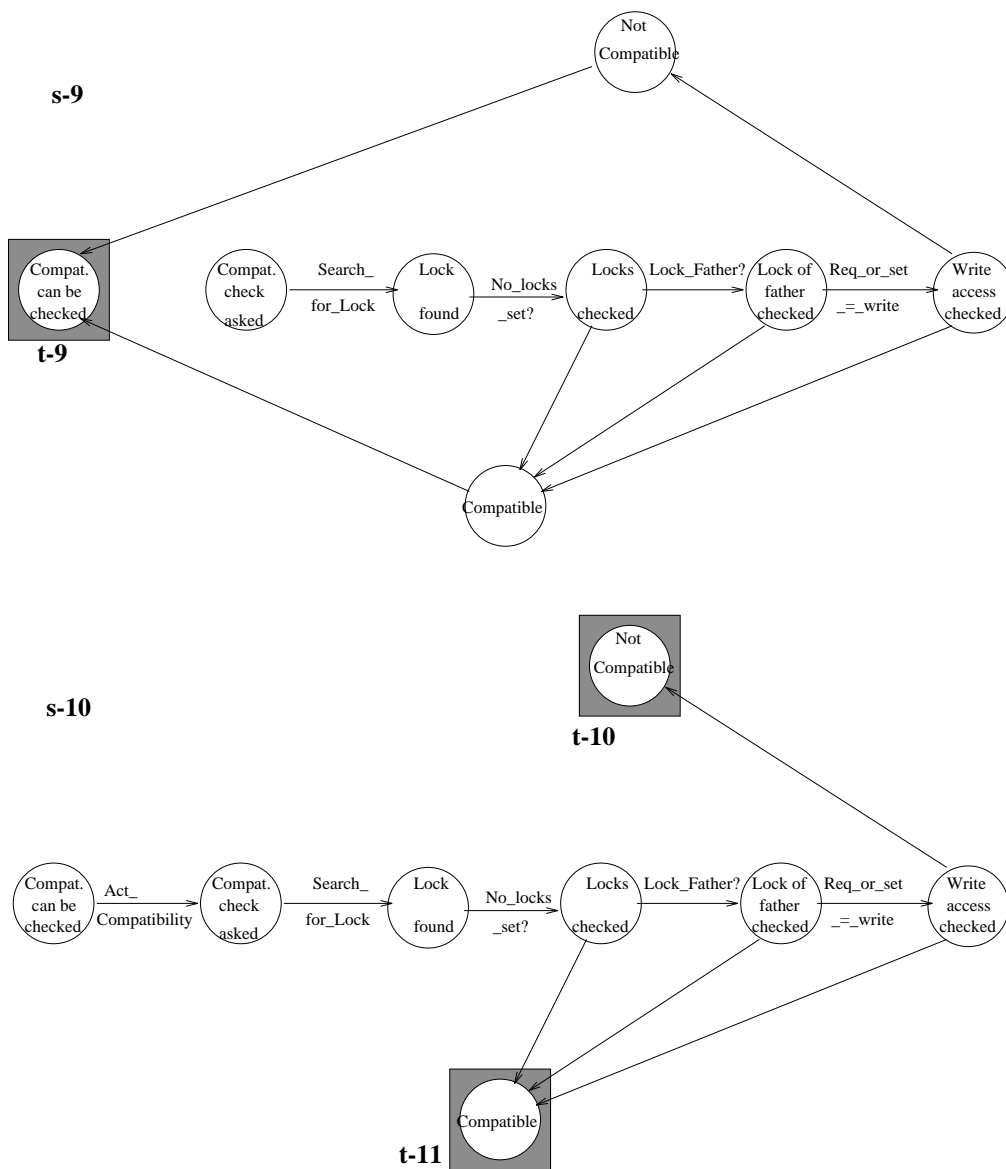 Not
Compatible
s-9
Compat.
can be
checked
t-9
Compat.
check
asked
Search_
for_Lock
Lock
found
No_locks
_set?
Locks
checked
Lock_Father?
Lock of
father
checked
Req_or_set
_=_write
Write
access
checked
Compatible
Not
Compatible
t-10
s-10
Compat.
can be
checked
Act_
Compatibility
Compat.
check
asked
Search_
for_Lock
Lock
found
No_locks
_set?
Locks
checked
Lock_Father?
Lock of
father
checked
Req_or_set
_=_write
Write
access
checked
Compatible
t-11